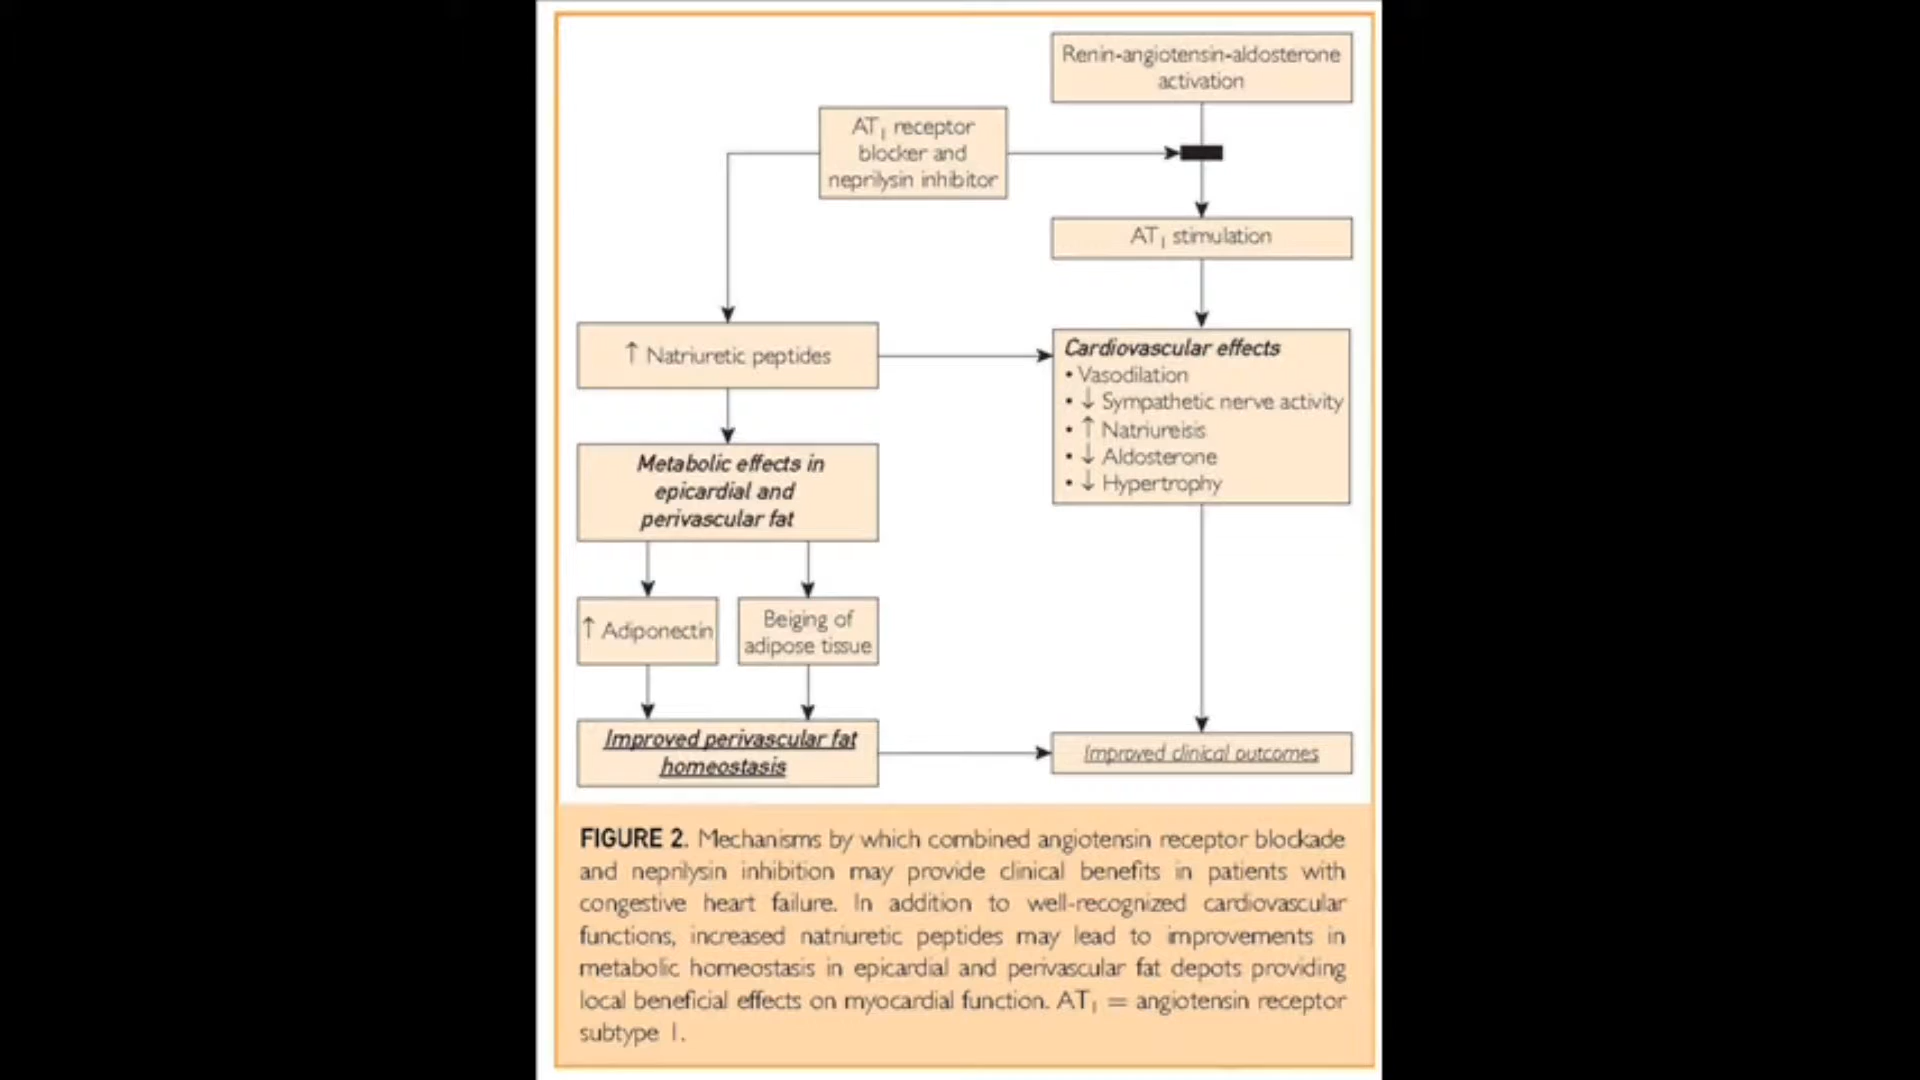 Renin-angiotensin-aldosterone
activation
AT₁ receptor
blocker and
neprilysin inhibitor
AT₁ stimulation
↑ Natriuretic peptides
Cardiovascular effects
• Vasodilation
• ↓ Sympathetic nerve activity
• ↑ Natriureisis
• ↓ Aldosterone
• ↓ Hypertrophy
Metabolic effects in
epicardial and
perivascular fat
↑ Adiponectin
Beiging of
adipose tissue
Improved perivascular fat
homeostasis
Improved clinical outcomes
FIGURE 2. Mechanisms by which combined angiotensin receptor blockade
and neprilysin inhibition may provide clinical benefits in patients with
congestive heart failure. In addition to well-recognized cardiovascular
functions, increased natriuretic peptides may lead to improvements in
metabolic homeostasis in epicardial and perivascular fat depots providing
local beneficial effects on myocardial function. AT₁ = angiotensin receptor
subtype 1.